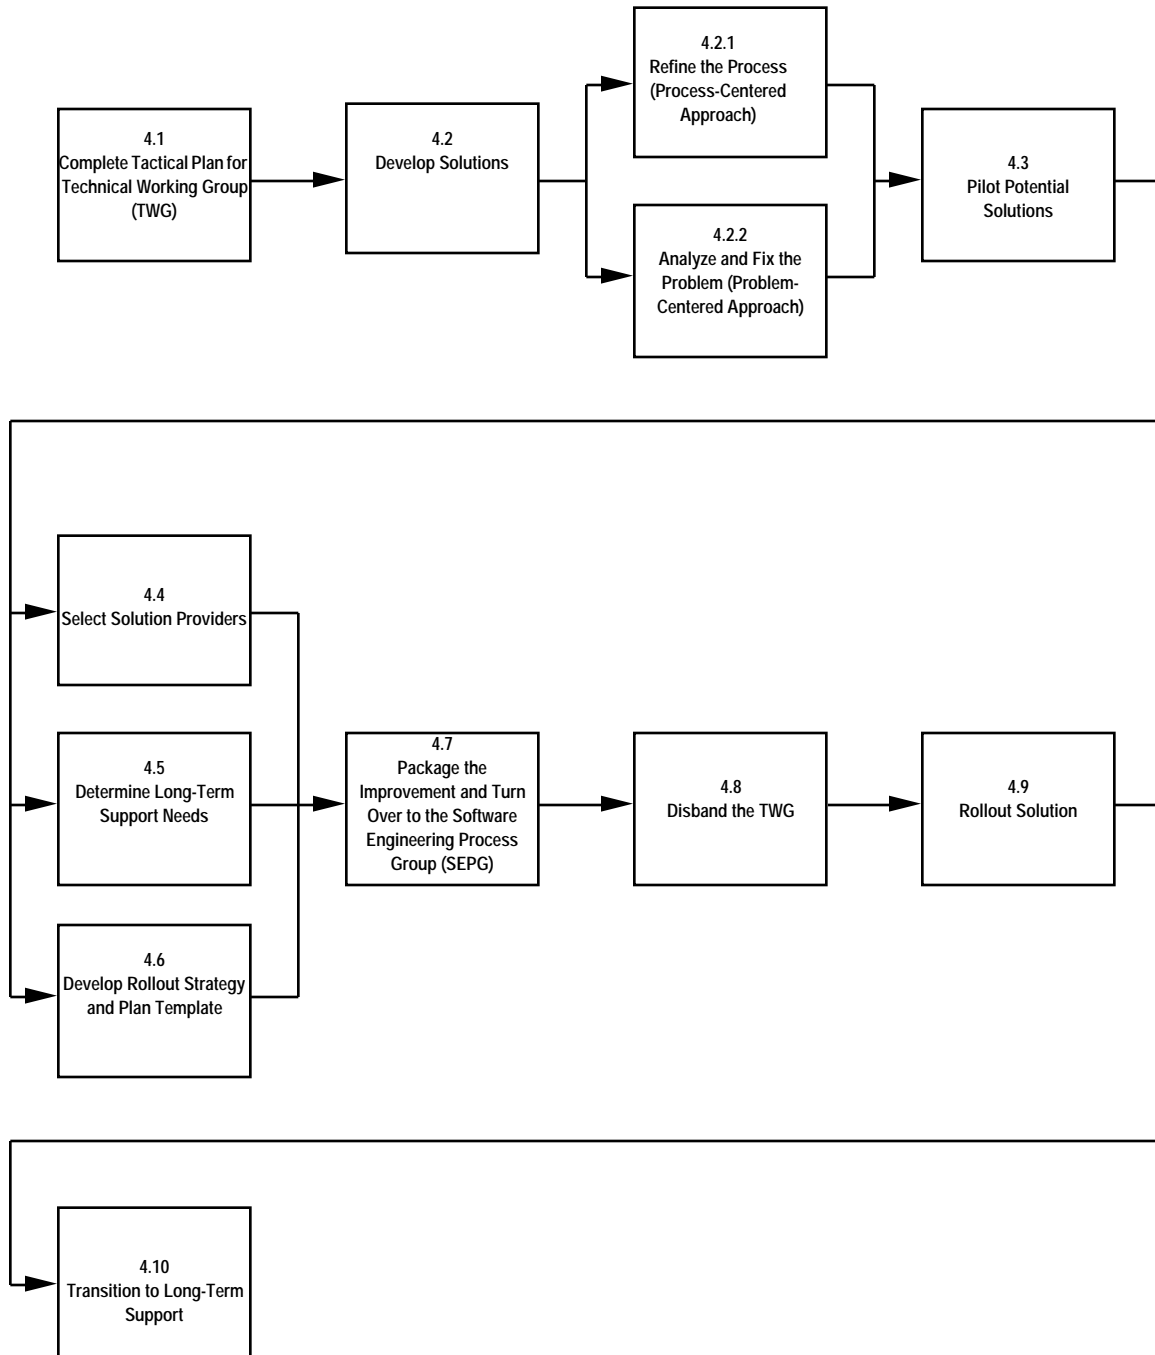 4.1
Complete Tactical Plan for
Technical Working Group
(TWG)
4.2
Develop Solutions
4.2.1
Refine the Process
(Process-Centered
Approach)
4.2.2
Analyze and Fix the
Problem (Problem-
Centered Approach)
4.3
Pilot Potential
Solutions
4.4
Select Solution Providers
4.5
Determine Long-Term
Support Needs
4.6
Develop Rollout Strategy
and Plan Template
4.7
Package the
Improvement and Turn
Over to the Software
Engineering Process
Group (SEPG)
4.8
Disband the TWG
4.9
Rollout Solution
4.10
Transition to Long-Term
Support